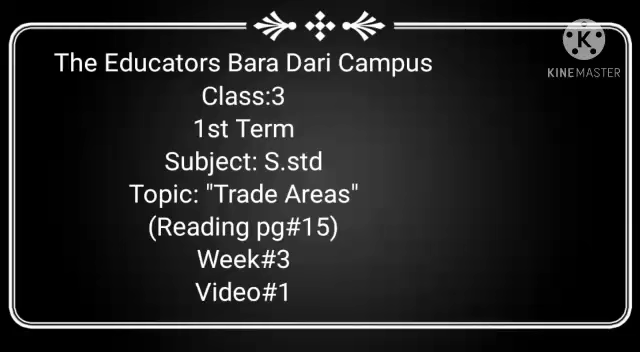 The Educators Bara Dari Campus
Class:3
1st Term
Subject: S.std
Topic: "Trade Areas"
(Reading pg#15)
Week#3
Video#1
K
KINEMASTER